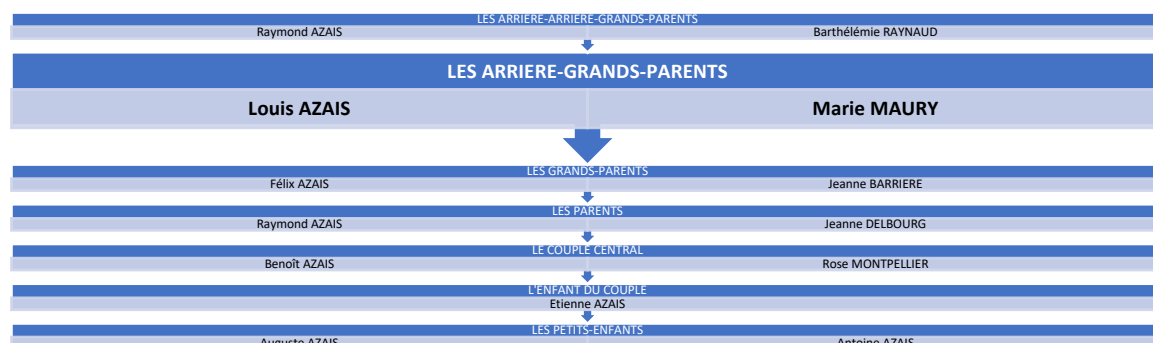 LES ARRIERE-ARRIERE-GRANDS-PARENTS
Raymond AZAIS Barthélémie RAYNAUD
LES ARRIERE-GRANDS-PARENTS
Louis AZAIS Marie MAURY
LES GRANDS-PARENTS
Félix AZAIS Jeanne BARRIERE
LES PARENTS
Raymond AZAIS Jeanne DELBOURG
LE COUPLE CENTRAL
Benoît AZAIS Rose MONTPELLIER
L'ENFANT DU COUPLE
Etienne AZAIS
LES PETITS-ENFANTS
Auguste AZAIS Antoine AZAIS